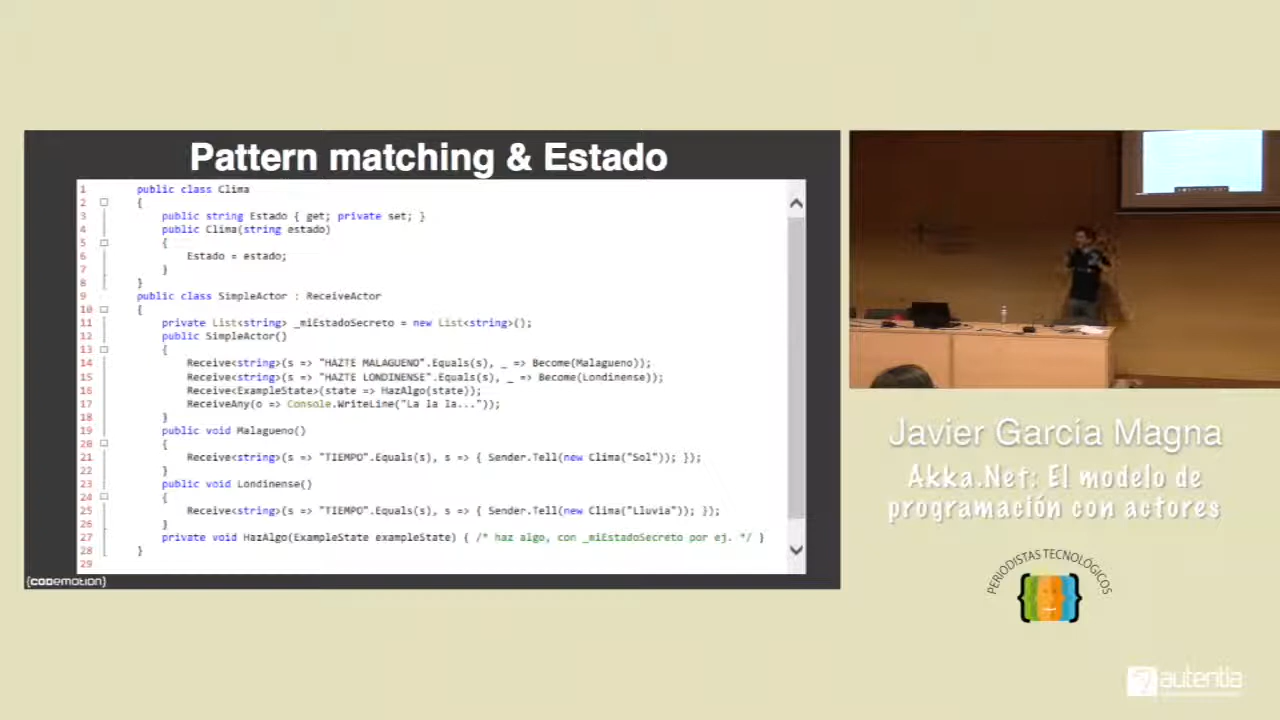 Pattern matching & Estado
1 public class Clima
2 {
3 public string Estado { get; private set; }
4 public Clima(string estado)
5 {
6 Estado = estado;
7 }
8 }
9 public class SimpleActor : ReceiveActor
10 {
11 private List<string> _miEstadoSecreto = new List<string>();
12 public SimpleActor()
13 {
14 Receive<string>(s => "HAZTE MALAGUENO".Equals(s), _ => Become(Malagueno));
15 Receive<string>(s => "HAZTE LONDINENSE".Equals(s), _ => Become(Londinense));
16 Receive<ExampleState>(state => HazAlgo(state));
17 ReceiveAny(o => Console.WriteLine("La la la..."));
18 }
19 public void Malagueno()
20 {
21 Receive<string>(s => "TIEMPO".Equals(s), s => { Sender.Tell(new Clima("Sol")); });
22 }
23 public void Londinense()
24 {
25 Receive<string>(s => "TIEMPO".Equals(s), s => { Sender.Tell(new Clima("Lluvia")); });
26 }
27 private void HazAlgo(ExampleState exampleState) { /* haz algo, con _miEstadoSecreto por ej. */ }
28 }
29
{codemotion}
Javier García Magna
Akka.Net: El modelo de
programación con actores
PERIODISTAS TECNOLÓGICOS
autentia